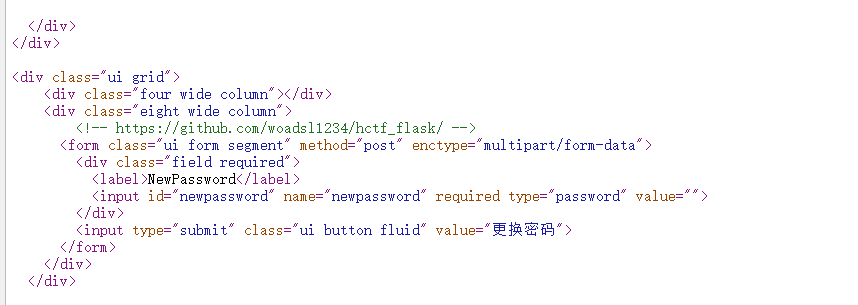 </div>
</div>
<div class="ui grid">
<div class="four wide column"></div>
<div class="eight wide column">
<!-- https://github.com/woadsl1234/hctf_flask/ -->
<form class="ui form segment" method="post" enctype="multipart/form-data">
<div class="field required">
<label>NewPassword</label>
<input id="newpassword" name="newpassword" required type="password" value="">
</div>
<input type="submit" class="ui button fluid" value="更换密码">
</form>
</div>
</div>